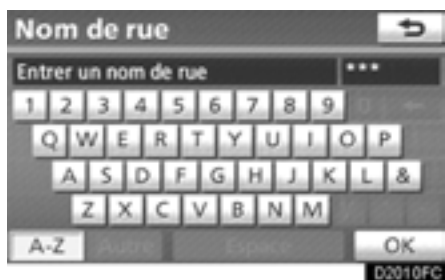 Nom de rue
Entrer un nom de rue ***
1 2 3 4 5 6 7 8 9 0
Q W E R T Y U I O P
A S D F G H J K L &
Z X C V B N M
A-Z Autre Espace OK
D2010FC